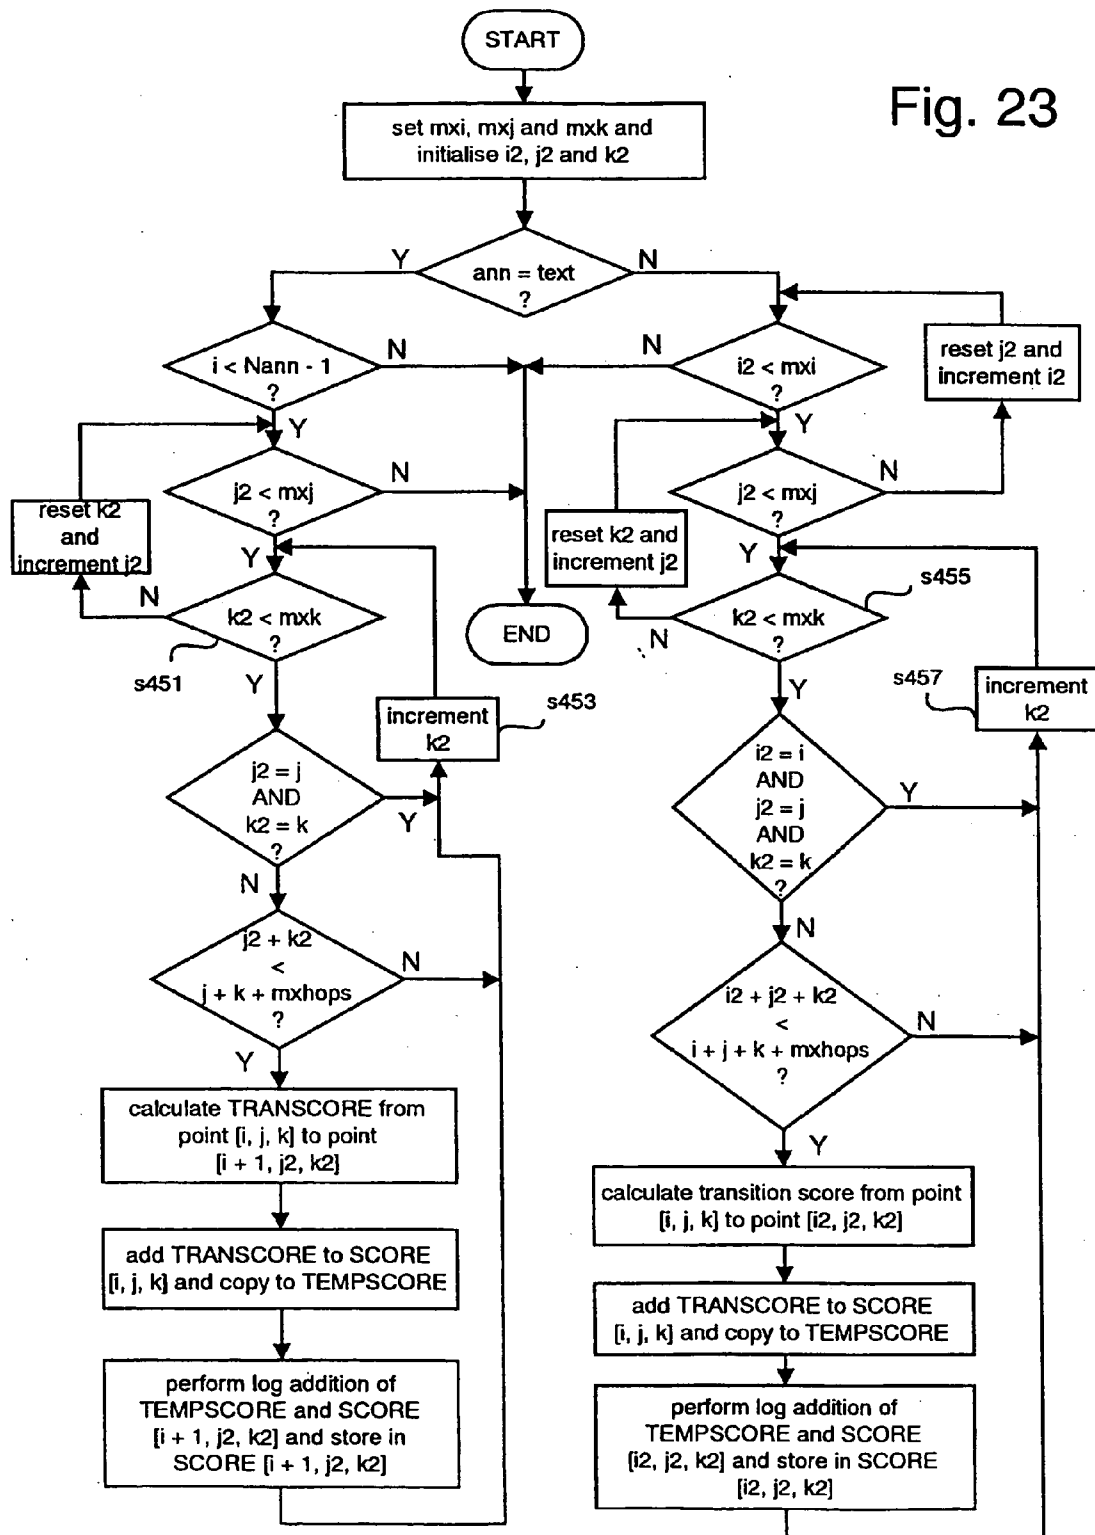 START
Fig. 23
set mxi, mxj and mxk and
initialise i2, j2 and k2
Y
ann = text
?
N
i < Nann - 1
?
N
Y
N
i2 < mxi
?
Y
reset j2 and
increment i2
j2 < mxj
?
N
Y
reset k2
and
increment j2
N
k2 < mxk
?
s451
Y
END
j2 < mxj
?
N
Y
reset k2 and
increment j2
N
k2 < mxk
?
s455
Y
increment
k2
s453
s457
increment
k2
j2 = j
AND
k2 = k
?
Y
N
i2 = i
AND
j2 = j
AND
k2 = k
?
Y
N
j2 + k2
<
j + k + mxhops
?
N
Y
i2 + j2 + k2
<
i + j + k + mxhops
?
N
Y
calculate TRANSCORE from
point [i, j, k] to point
[i + 1, j2, k2]
add TRANSCORE to SCORE
[i, j, k] and copy to TEMPSCORE
perform log addition of
TEMPSCORE and SCORE
[i + 1, j2, k2] and store in
SCORE [i + 1, j2, k2]
calculate transition score from point
[i, j, k] to point [i2, j2, k2]
add TRANSCORE to SCORE
[i, j, k] and copy to TEMPSCORE
perform log addition of
TEMPSCORE and SCORE
[i2, j2, k2] and store in SCORE
[i2, j2, k2]